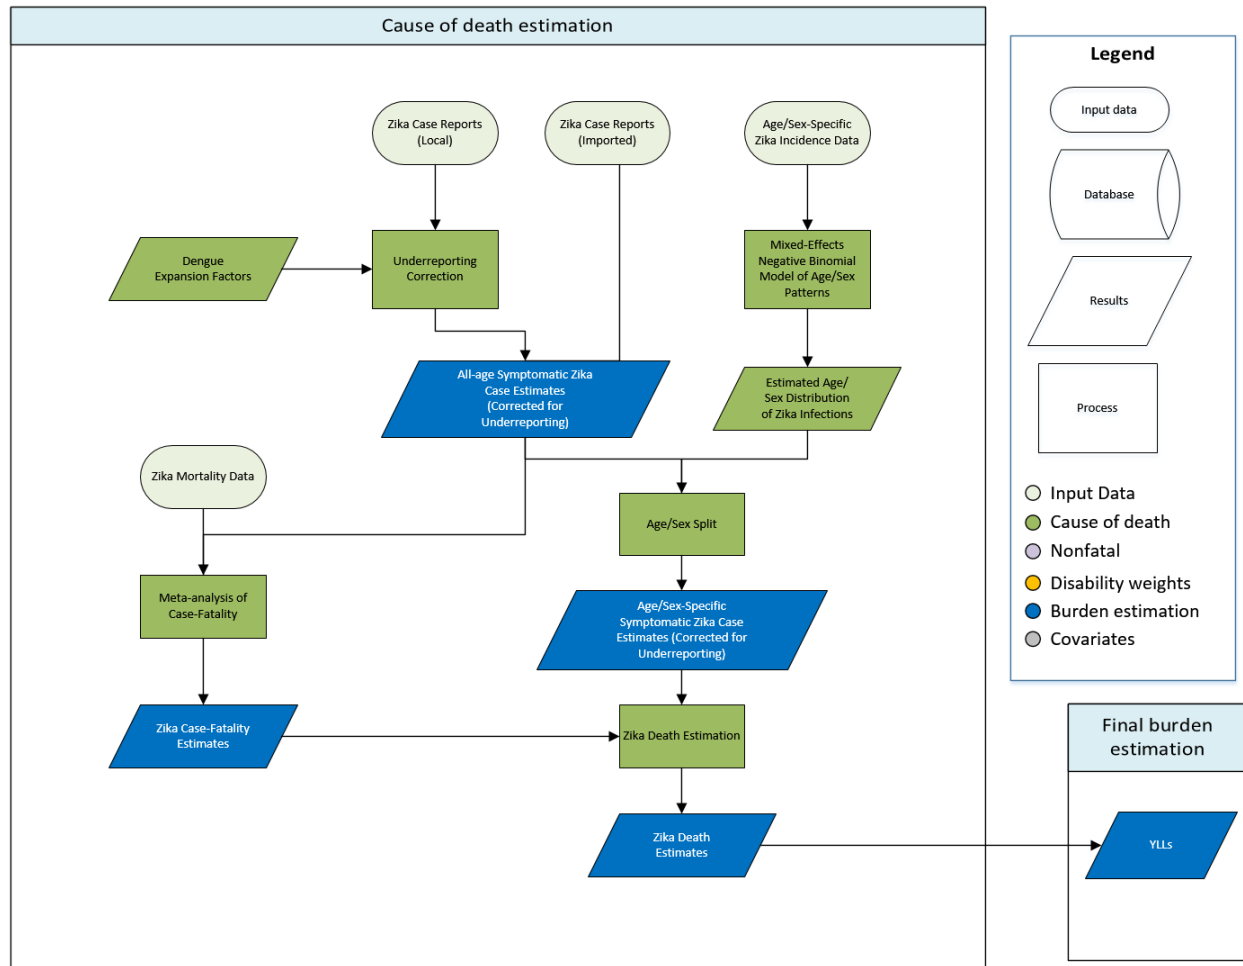 Cause of death estimation
Zika Case Reports
(Local)
Zika Case Reports
(Imported)
Age/Sex-Specific
Zika Incidence Data
Dengue
Expansion Factors
Underreporting
Correction
Mixed-Effects
Negative Binomial
Model of Age/Sex
Patterns
All-age Symptomatic Zika
Case Estimates
(Corrected for
Underreporting)
Estimated Age/
Sex Distribution
of Zika Infections
Zika Mortality Data
Age/Sex Split
Meta-analysis of
Case-Fatality
Age/Sex-Specific
Symptomatic Zika Case
Estimates (Corrected for
Underreporting)
Zika Case-Fatality
Estimates
Zika Death Estimation
Zika Death
Estimates
Legend
Input data
Database
Results
Process
Input Data
Cause of death
Nonfatal
Disability weights
Burden estimation
Covariates
Final burden
estimation
YLLs